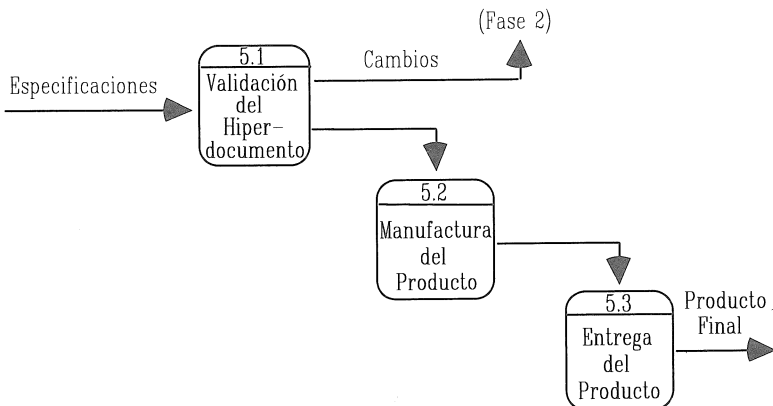 (Fase 2)
5.1
Cambios
Especificaciones
Validación
del
Hiper-
documento
5.2
Manufactura
del
Producto
5.3
Producto
Final
Entrega
del
Producto